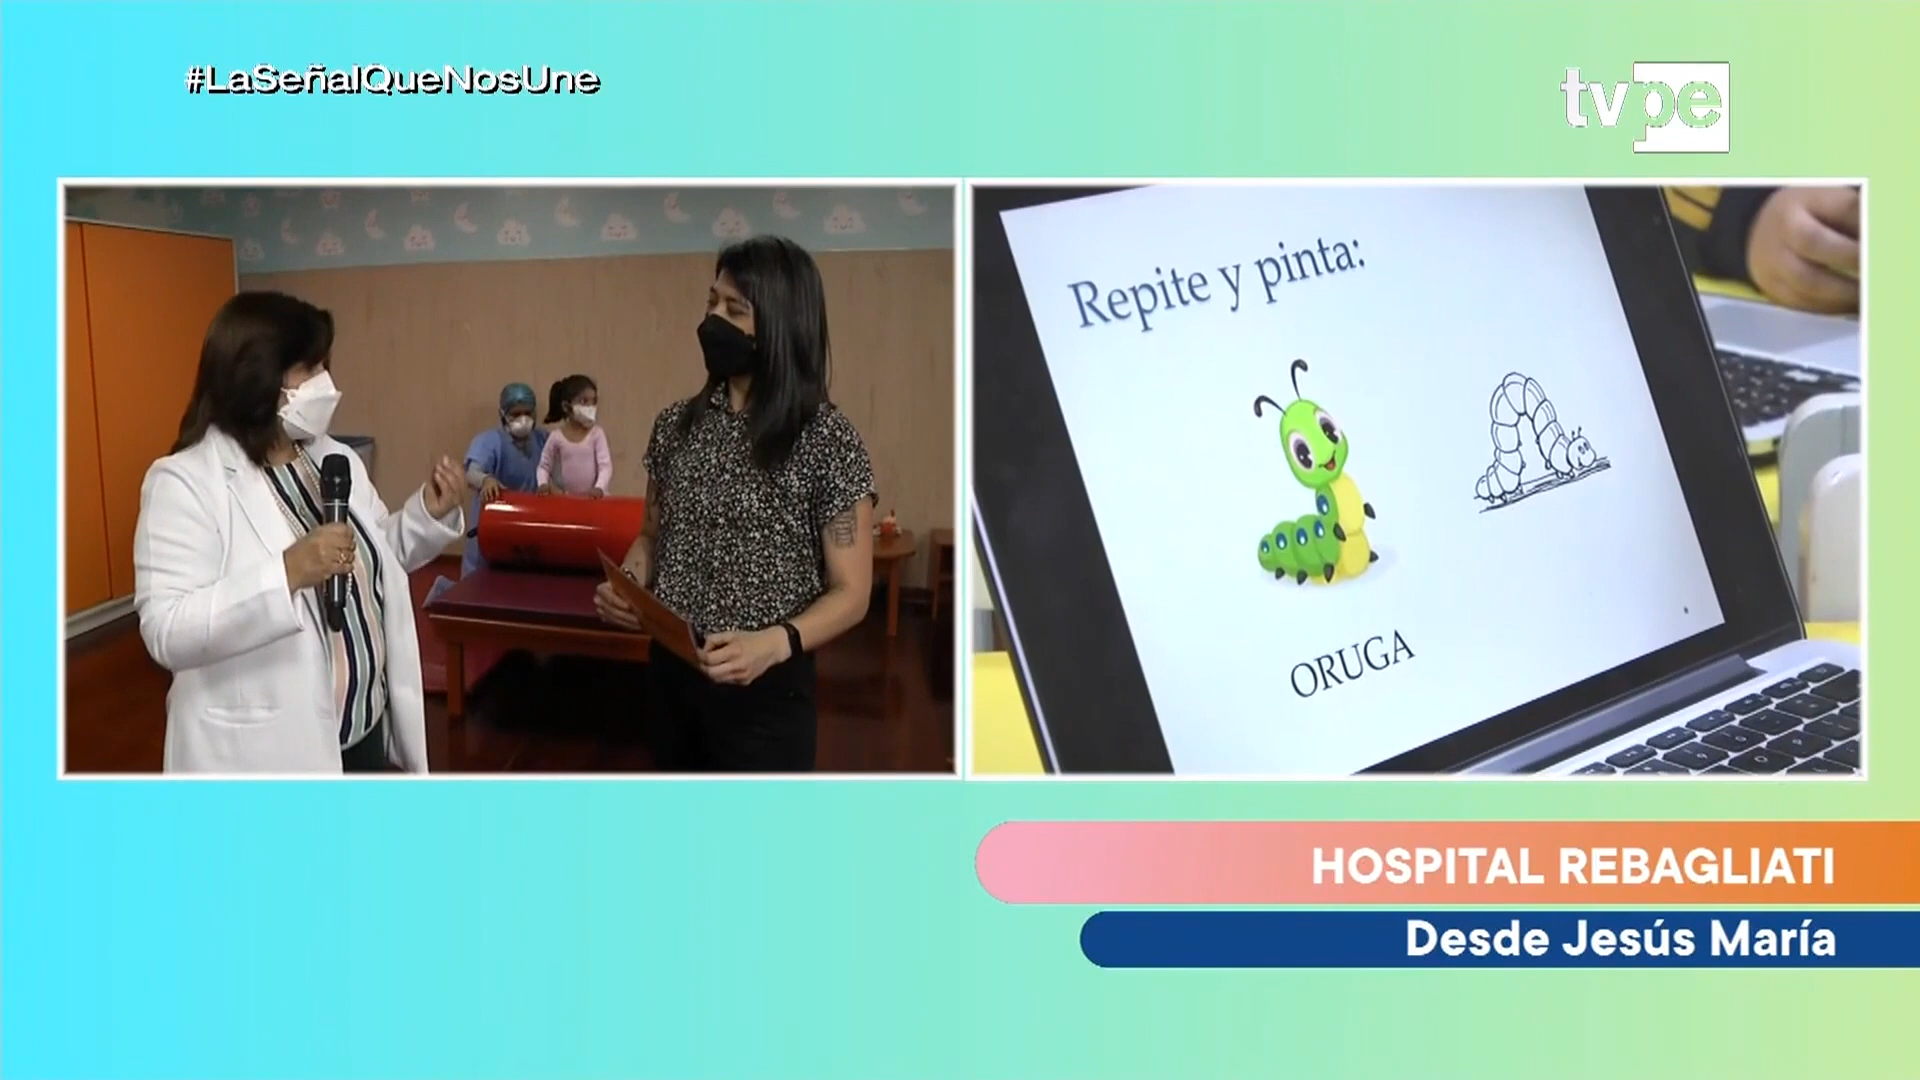 #LaSeñalQueNosUne
tvpe
Repite y pinta:
ORUGA
HOSPITAL REBAGLIATI
Desde Jesús María